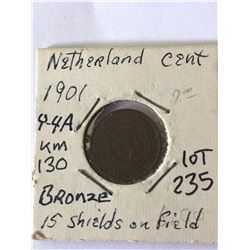 Netherland cent
1901
44A
KM
130
LOT
235
BRONZE
15 shields on field